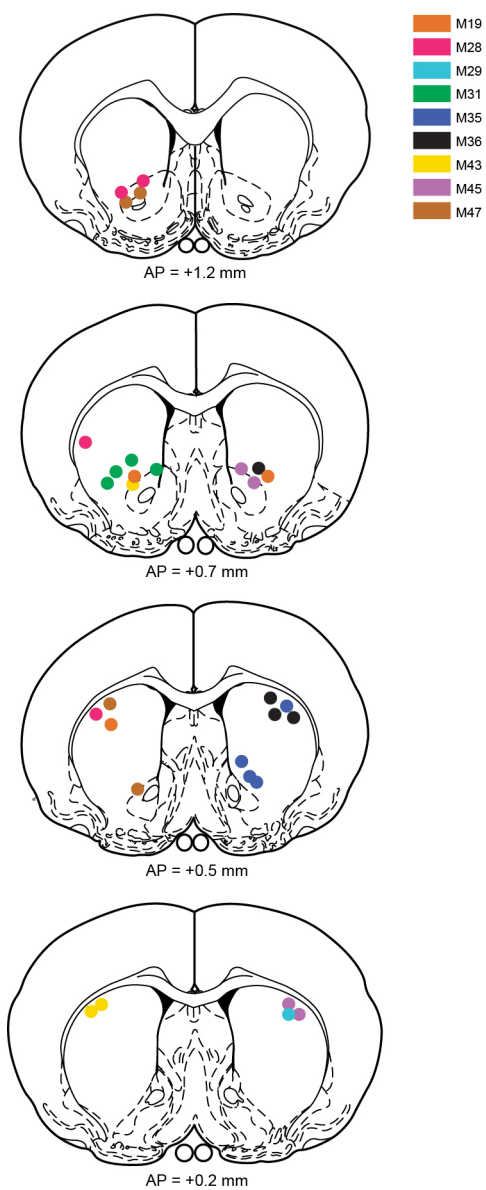 M19
M28
M29
M31
M35
M36
M43
M45
M47
AP = +1.2 mm
AP = +0.7 mm
AP = +0.5 mm
AP = +0.2 mm